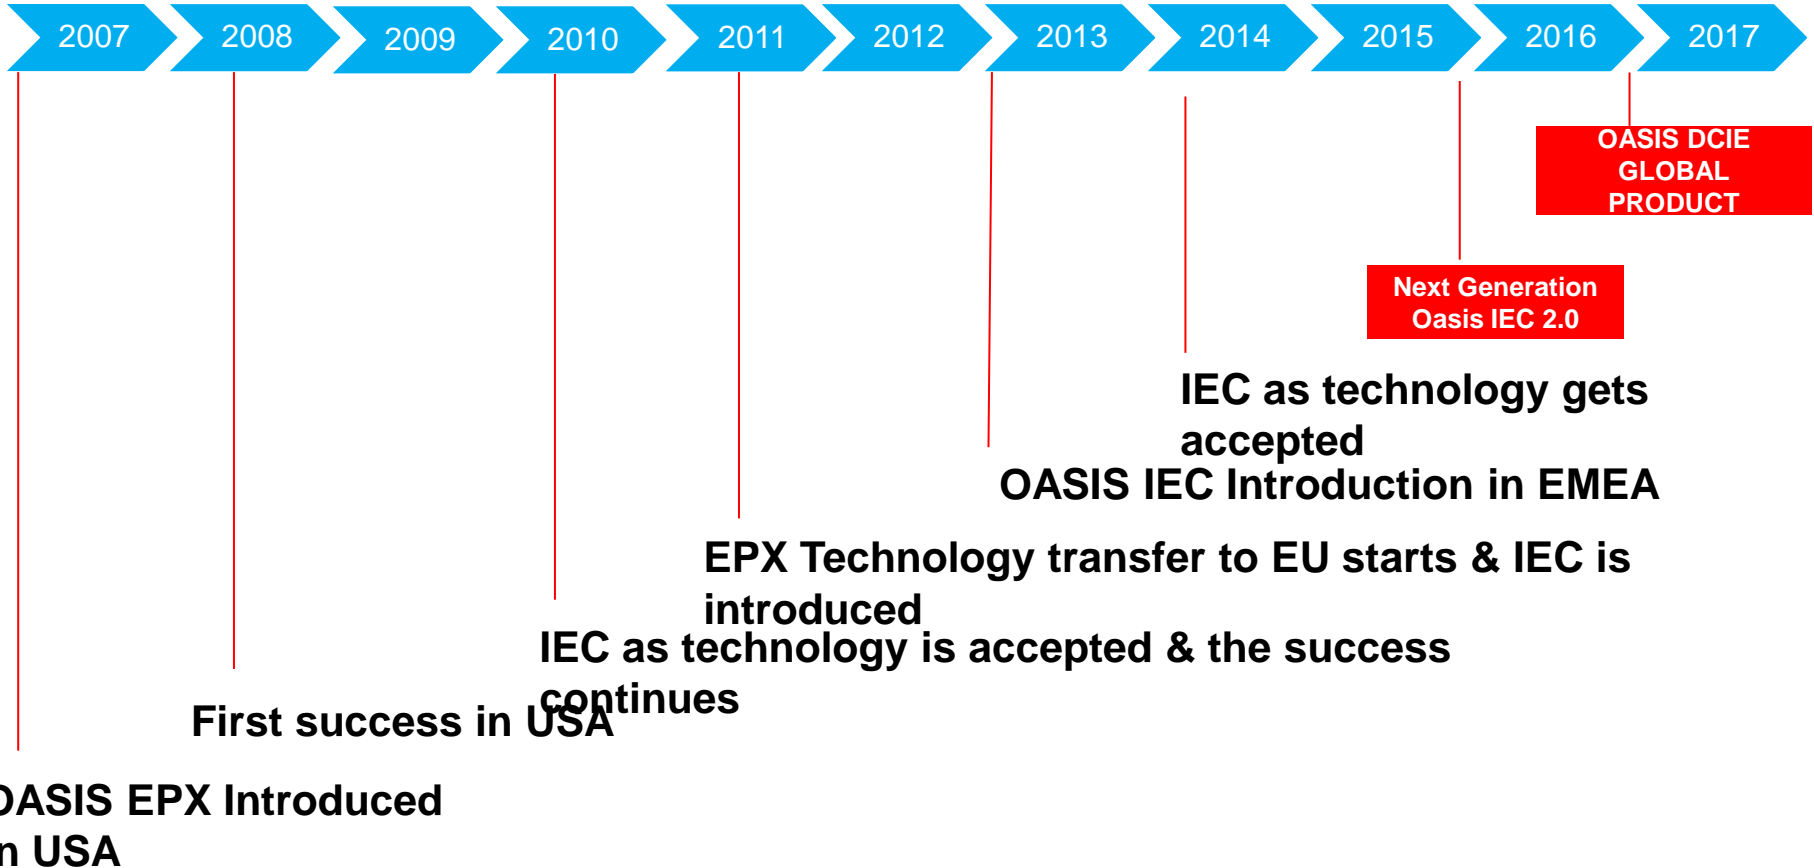 2007
2008
2009
2010
2011
2012
2013
2014
2015
2016
2017
OASIS DCIE
GLOBAL
PRODUCT
Next Generation
Oasis IEC 2.0
IEC as technology gets
accepted
OASIS IEC Introduction in EMEA
EPX Technology transfer to EU starts & IEC is
introduced
IEC as technology is accepted & the success
continues
First success in USA
OASIS EPX Introduced
in USA